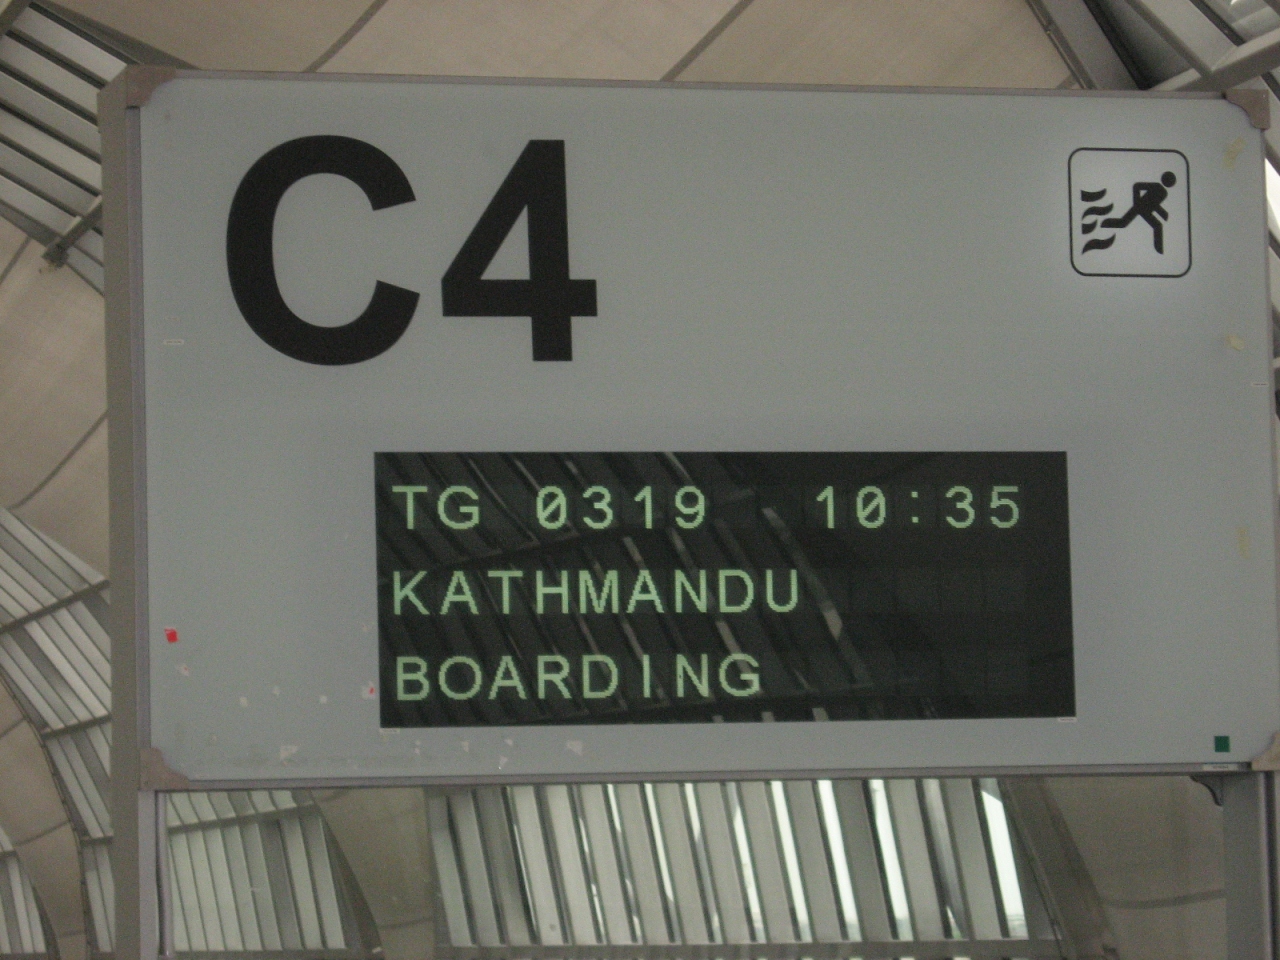 C4
TG 0319 10:35
KATHMANDU
BOARDING